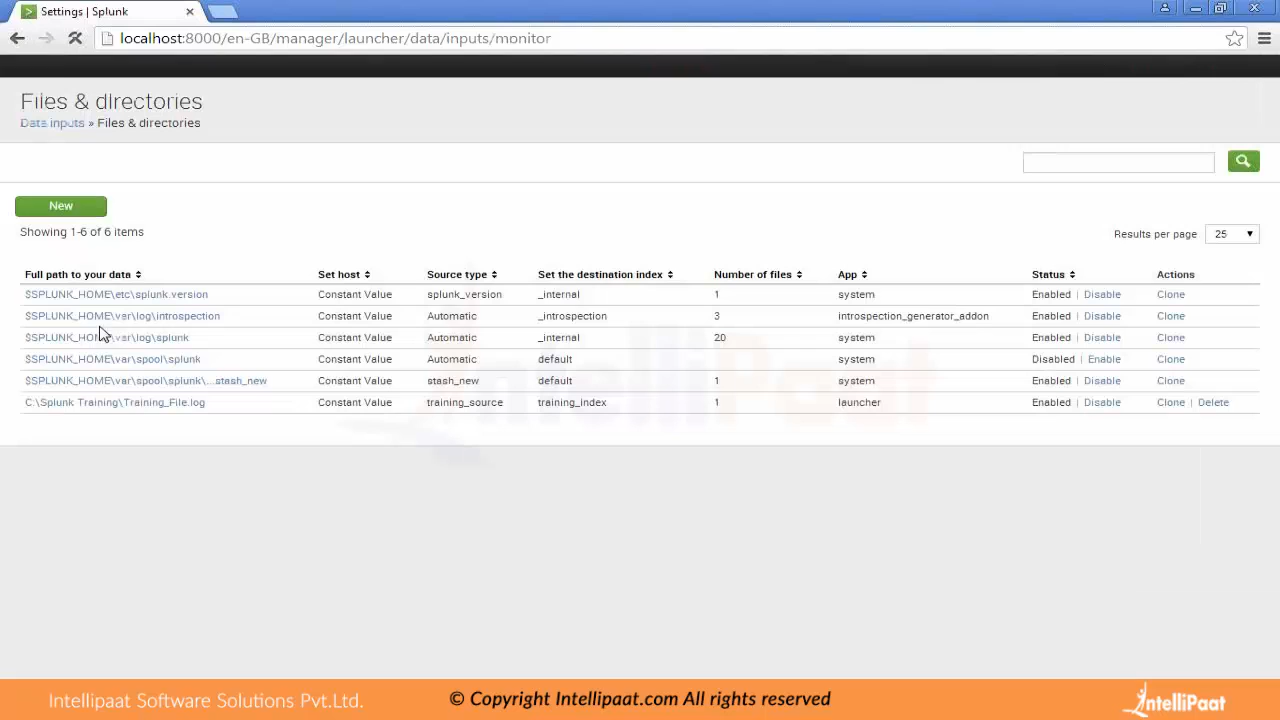 Settings | Splunk
localhost:8000/en-GB/manager/launcher/data/inputs/monitor
Files & directories
Data inputs » Files & directories
New
Showing 1-6 of 6 items
Results per page 25
Full path to your data Set host Source type Set the destination index Number of files App Status Actions
$SPLUNK_HOME\etc\splunk.version Constant Value splunk_version _internal 1 system Enabled | Disable Clone
$SPLUNK_HOME\var\log\introspection Constant Value Automatic _introspection 3 introspection_generator_addon Enabled | Disable Clone
$SPLUNK_HOME\var\log\splunk Constant Value Automatic _internal 20 system Enabled | Disable Clone
$SPLUNK_HOME\var\spool\splunk Constant Value Automatic default system Disabled | Enable Clone
$SPLUNK_HOME\var\spool\splunk\...stash_new Constant Value stash_new default 1 system Enabled | Disable Clone
C:\Splunk Training\Training_File.log Constant Value training_source training_index 1 launcher Enabled | Disable Clone | Delete
IntelliPaat
Intellipaat Software Solutions Pvt.Ltd.
© Copyright Intellipaat.com All rights reserved
IntelliPaat